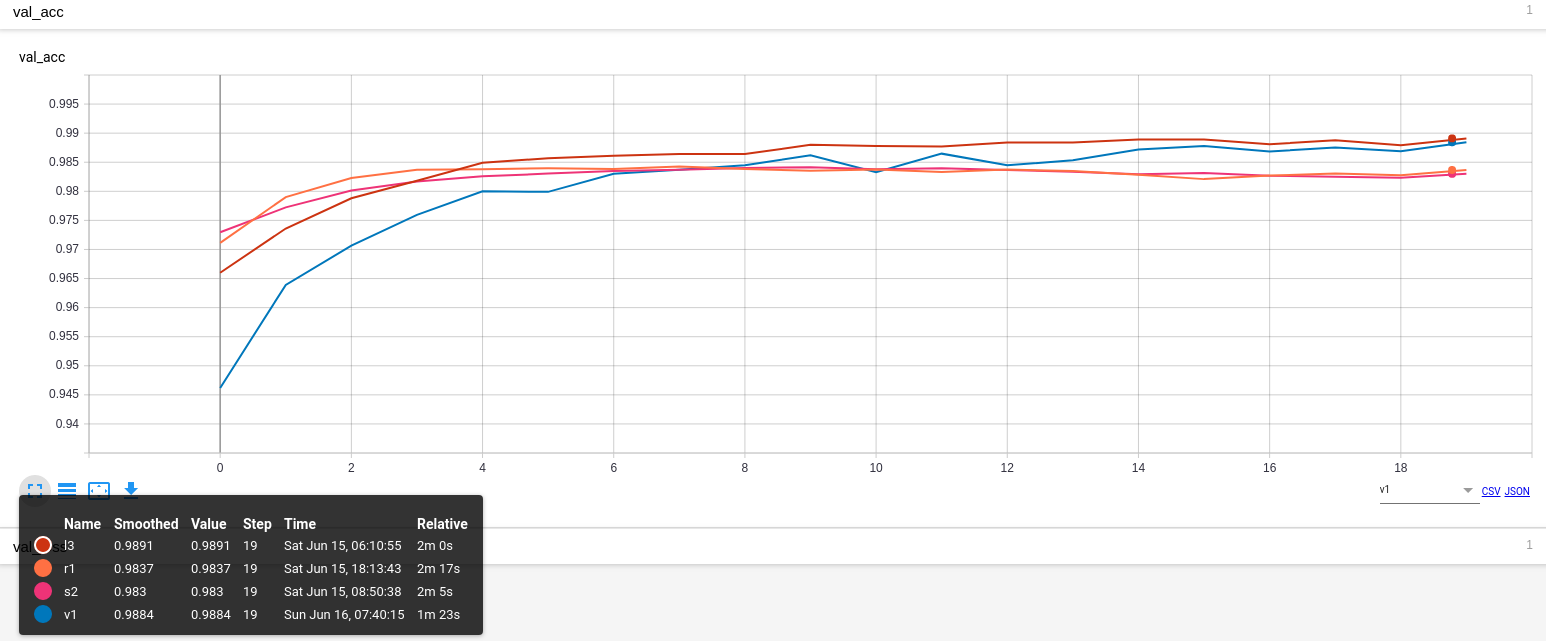 val_acc 1
val_acc
0.995
0.99
0.985
0.98
0.975
0.97
0.965
0.96
0.955
0.95
0.945
0.94
0 2 4 6 8 10 12 14 16 18
v1 CSV JSON
Name Smoothed Value Step Time Relative
l3 0.9891 0.9891 19 Sat Jun 15, 06:10:55 2m 0s
r1 0.9837 0.9837 19 Sat Jun 15, 18:13:43 2m 17s
s2 0.983 0.983 19 Sat Jun 15, 08:50:38 2m 5s
v1 0.9884 0.9884 19 Sun Jun 16, 07:40:15 1m 23s
1